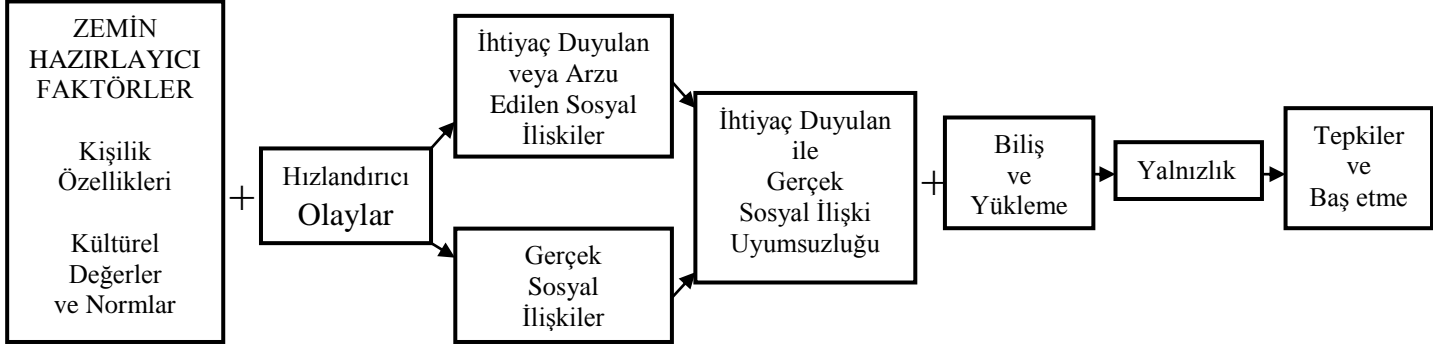 ZEMİN
HAZIRLAYICI
FAKTÖRLER
Kişilik
Özellikleri
Kültürel
Değerler
ve Normlar
+
Hızlandırıcı
Olaylar
İhtiyaç Duyulan
veya Arzu
Edilen Sosyal
İliskiler
Gerçek
Sosyal
İlişkiler
İhtiyaç Duyulan
ile
Gerçek
Sosyal İlişki
Uyumsuzluğu
+
Biliş
ve
Yükleme
Yalnızlık
Tepkiler
ve
Baş etme